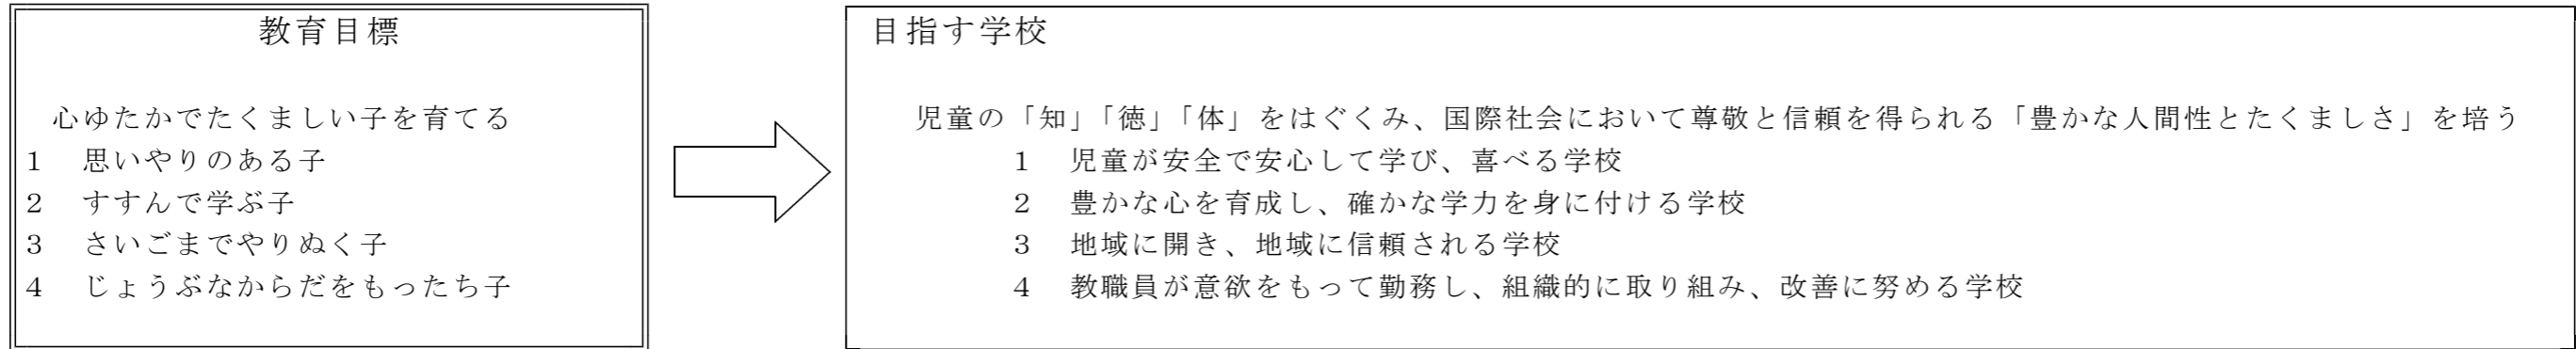 教育目標
心ゆたかでたくましい子を育てる
1 思いやりのある子
2 すすんで学ぶ子
3 さいごまでやりぬく子
4 じょうぶなからだをもったち子
目指す学校
児童の「知」「徳」「体」をはぐくみ、国際社会において尊敬と信頼を得られる「豊かな人間性とたくましさ」を培う
1 児童が安全で安心して学び、喜べる学校
2 豊かな心を育成し、確かな学力を身に付ける学校
3 地域に開き、地域に信頼される学校
4 教職員が意欲をもって勤務し、組織的に取り組み、改善に努める学校